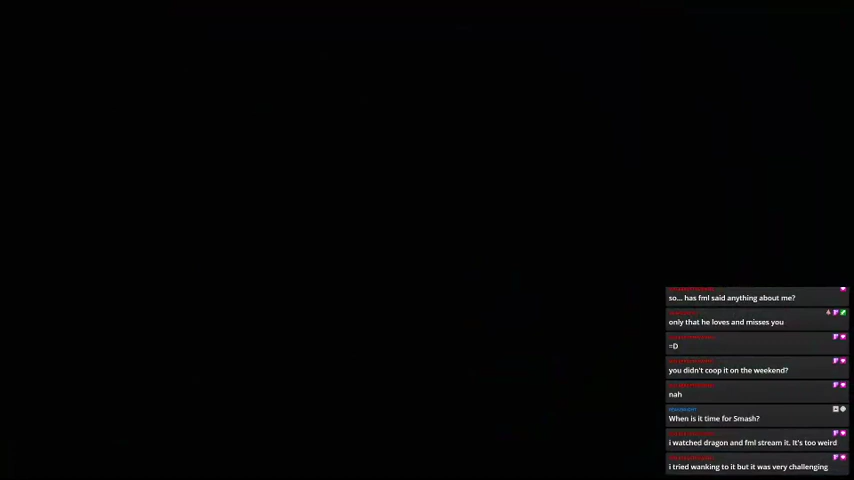 so... has fml said anything about me?
only that he loves and misses you
=D
you didn't coop it on the weekend?
nah
When is it time for Smash?
i watched dragon and fml stream it. It's too weird
i tried wanking to it but it was very challenging